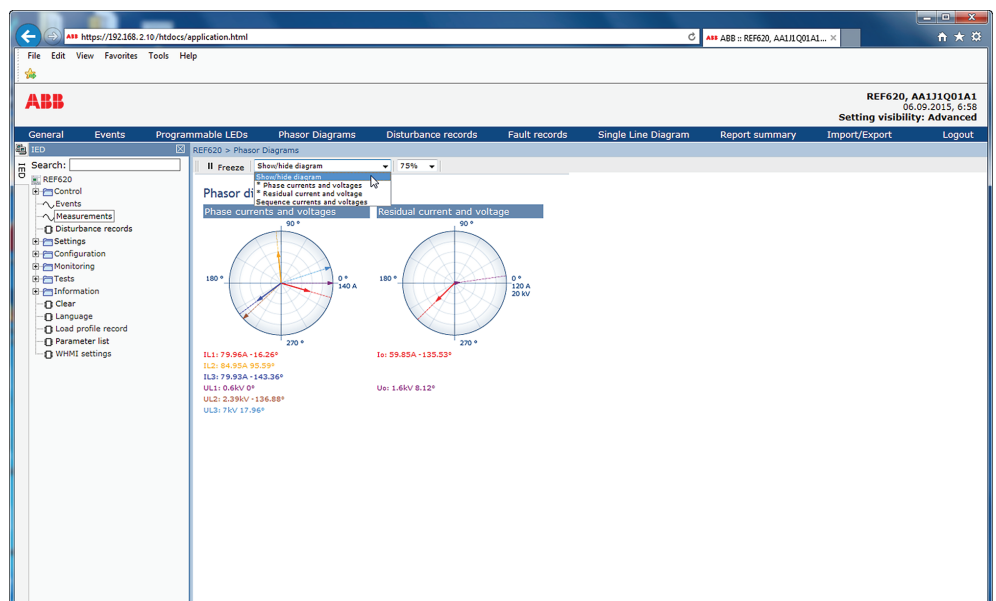 ABB https://192.168.2.10/htdocs/application.html
ABB :: REF620, AA1J1Q01A1...
File Edit View Favorites Tools Help
ABB
REF620, AA1J1Q01A1
06.09.2015, 6:58
Setting visibility: Advanced
General Events Programmable LEDs Phasor Diagrams Disturbance records Fault records Single Line Diagram Report summary Import/Export Logout
IED
IED
Search:
REF620
Control
Events
Measurements
Disturbance records
Settings
Configuration
Monitoring
Tests
Information
Clear
Language
Load profile record
Parameter list
WHMI settings
REF620 > Phasor Diagrams
Freeze Show/hide diagram 75%
Show/hide diagram
* Phase currents and voltages
* Residual current and voltage
Sequence currents and voltages
Phasor di
Phase currents and voltages
90 °
180 °
0 °
140 A
270 °
IL1: 79.96A -16.26°
IL2: 84.95A 95.59°
IL3: 79.93A -143.36°
UL1: 0.6kV 0°
UL2: 2.39kV -136.88°
UL3: 7kV 17.96°
Residual current and voltage
90 °
180 °
0 °
120 A
20 kV
270 °
Io: 59.85A -135.53°
Uo: 1.6kV 8.12°